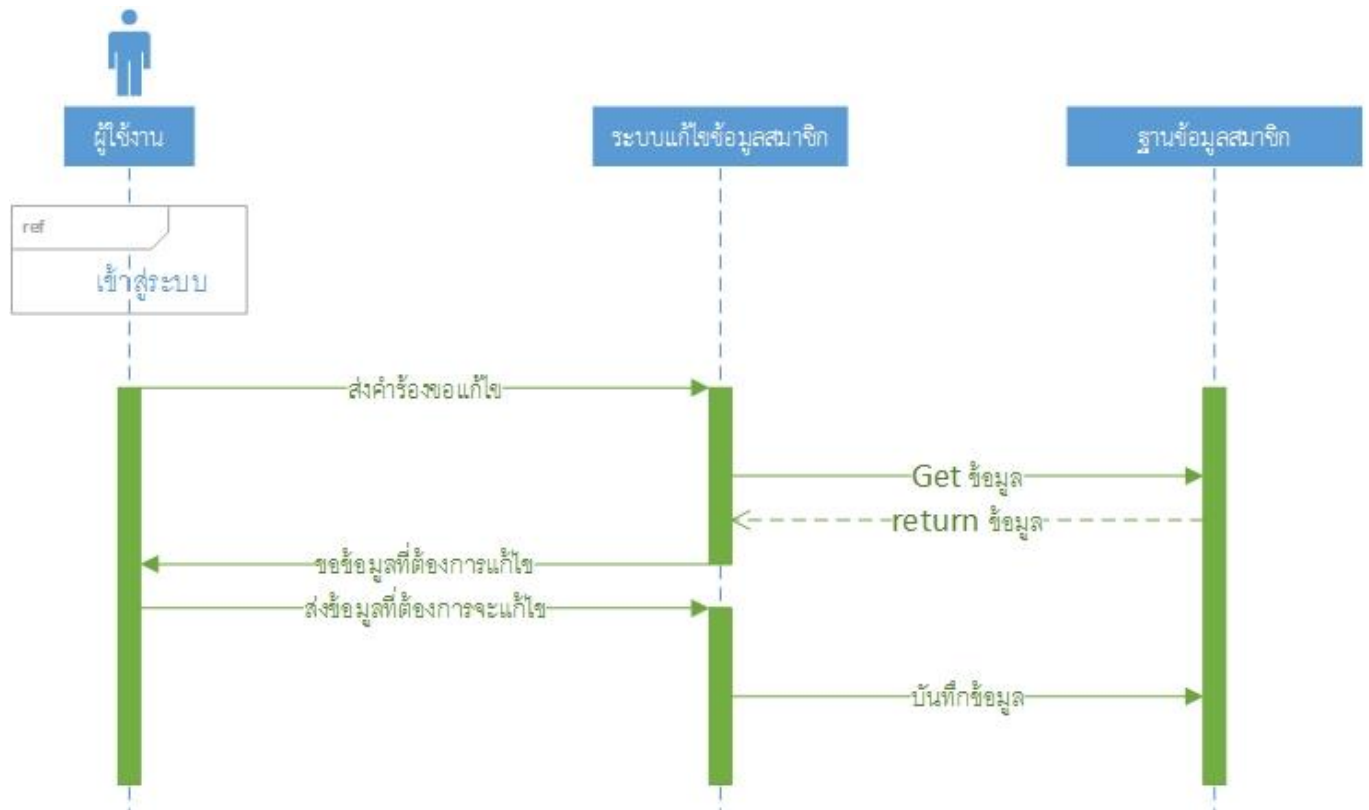 ผู้ใช้งาน
ระบบแก้ไขข้อมูลสมาชิก
ฐานข้อมูลสมาชิก
ref
เข้าสู่ระบบ
ส่งคำร้องขอแก้ไข
Get ข้อมูล
return ข้อมูล
ขอข้อมูลที่ต้องการแก้ไข
ส่งข้อมูลที่ต้องการจะแก้ไข
บันทึกข้อมูล